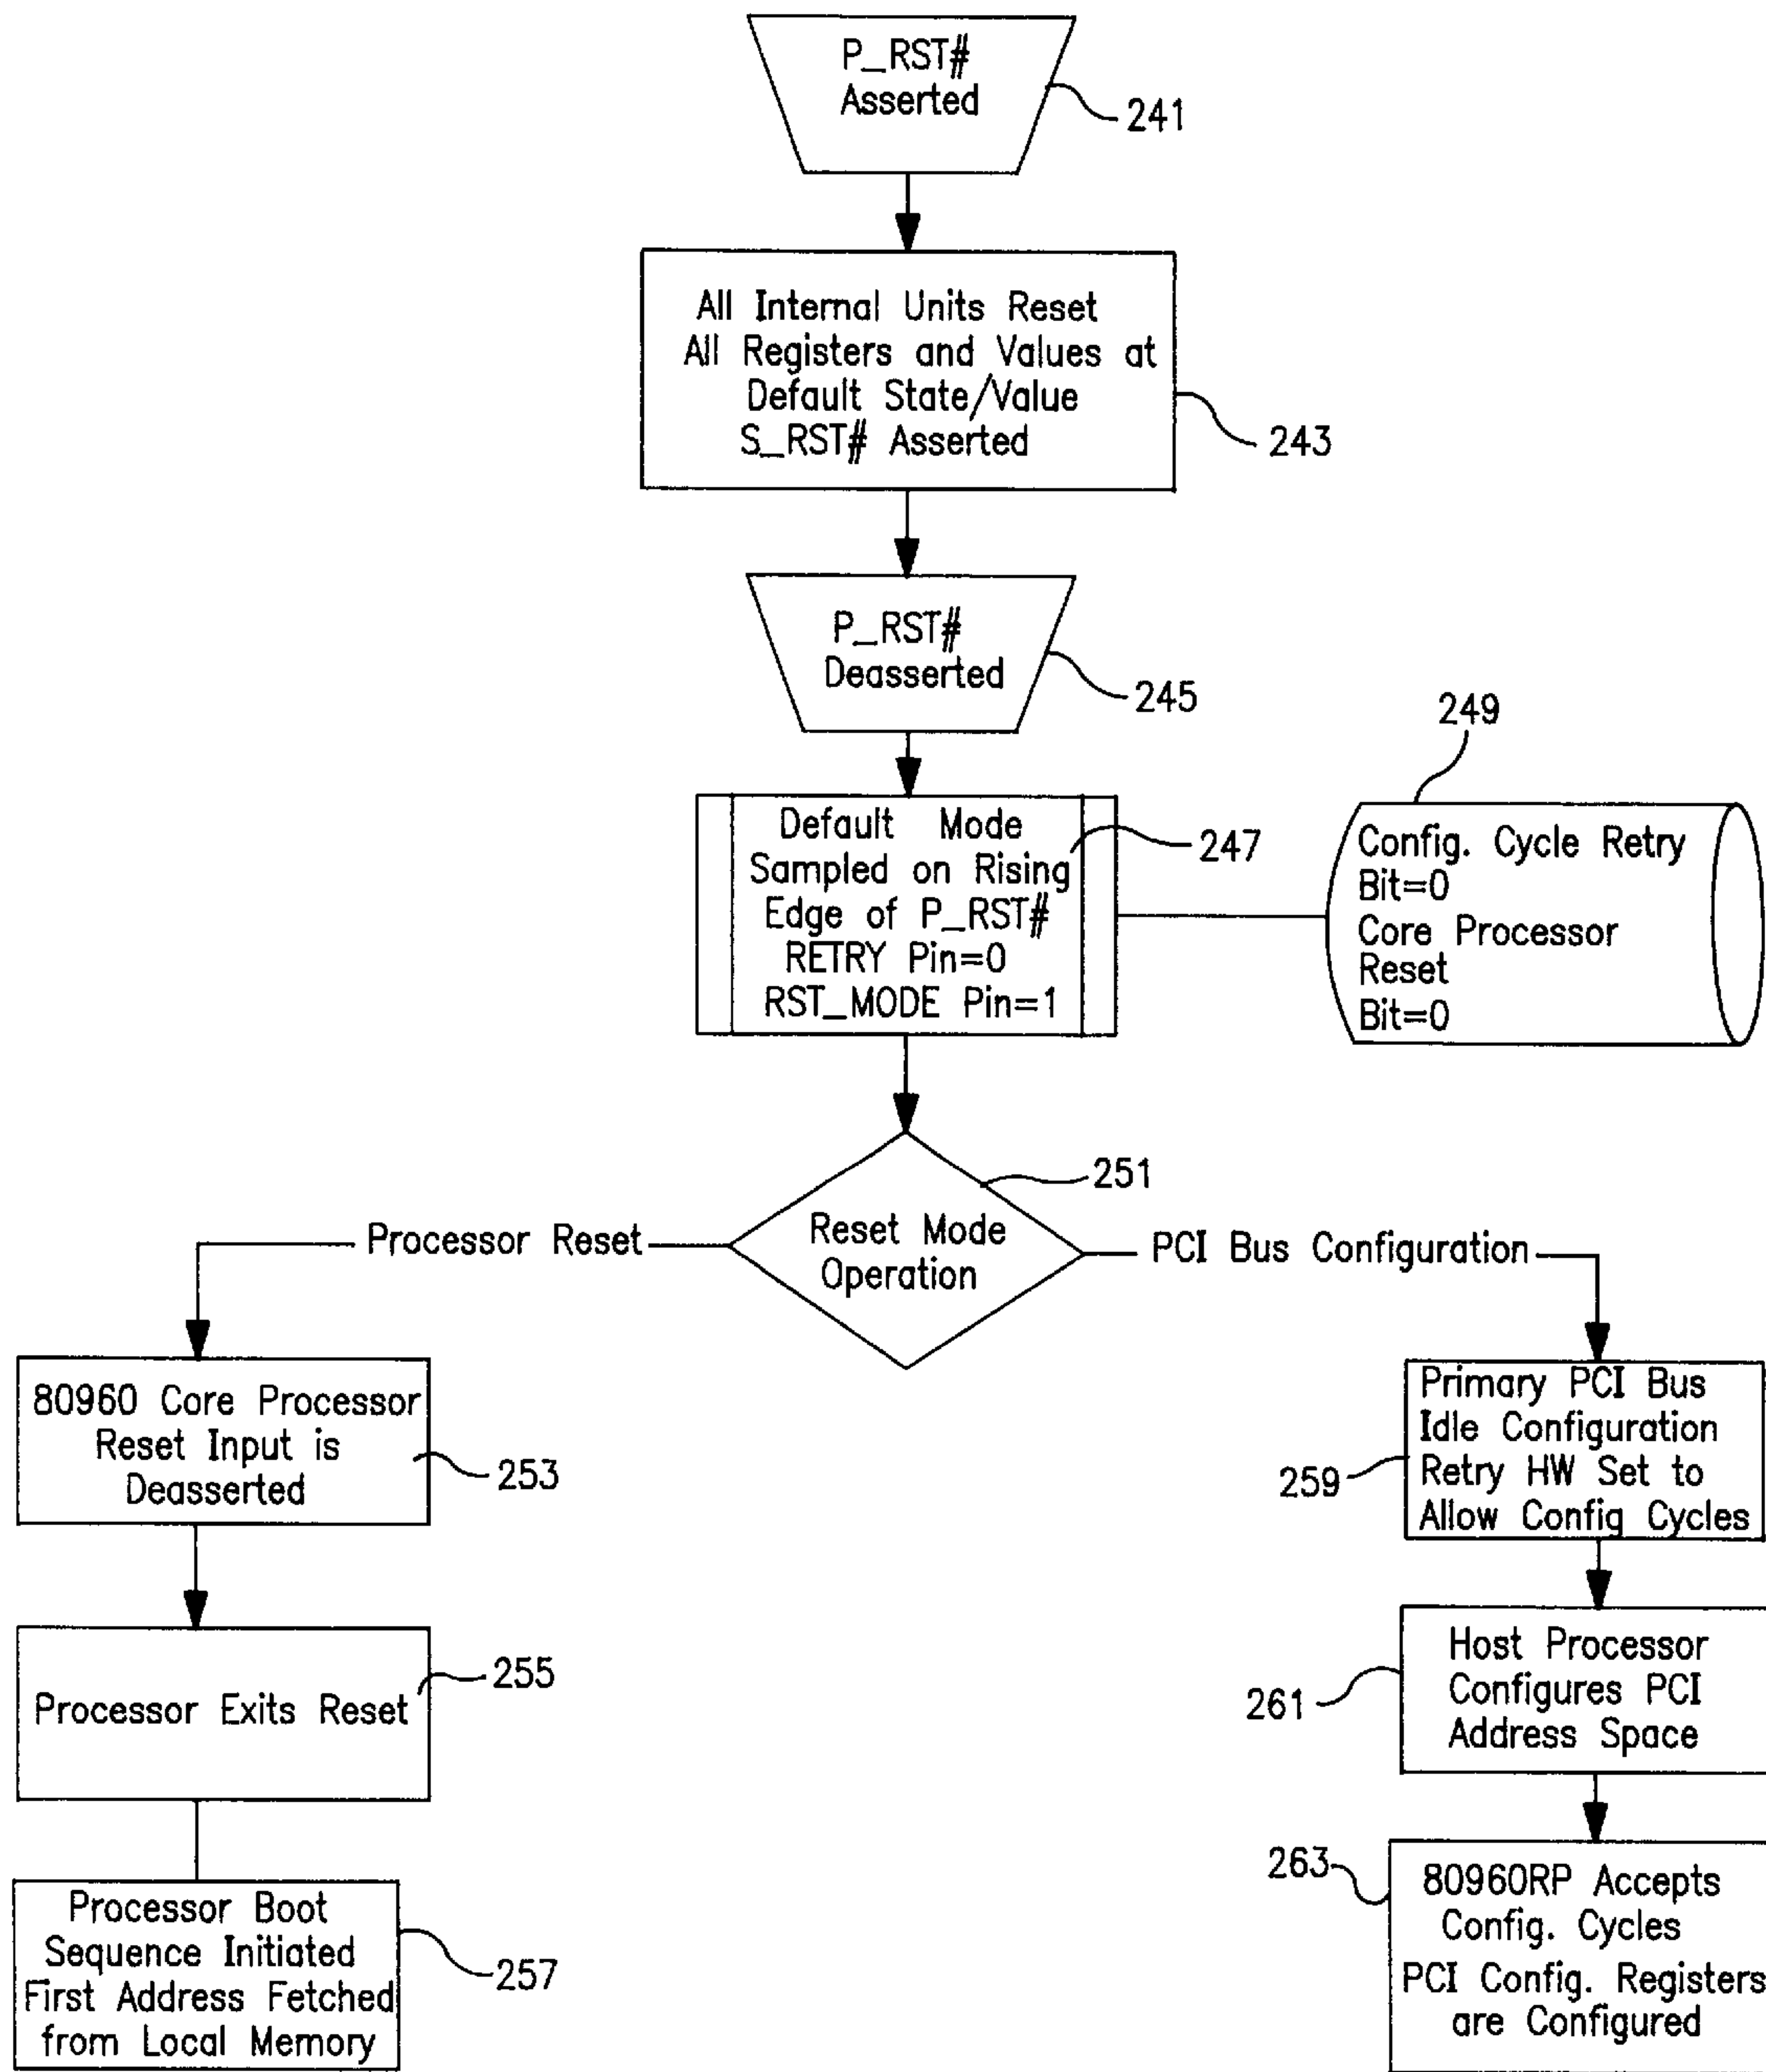 P_RST#
Asserted
241
All Internal Units Reset
All Registers and Values at
Default State/Value
S_RST# Asserted
243
P_RST#
Deasserted
245
Default Mode
Sampled on Rising
Edge of P_RST#
RETRY Pin=0
RST_MODE Pin=1
247
249
Config. Cycle Retry
Bit=0
Core Processor
Reset
Bit=0
251
Reset Mode
Operation
Processor Reset
PCI Bus Configuration
80960 Core Processor
Reset Input is
Deasserted
253
Processor Exits Reset
255
Processor Boot
Sequence Initiated
First Address Fetched
from Local Memory
257
Primary PCI Bus
Idle Configuration
Retry HW Set to
Allow Config Cycles
259
Host Processor
Configures PCI
Address Space
261
263
80960RP Accepts
Config. Cycles
PCI Config. Registers
are Configured